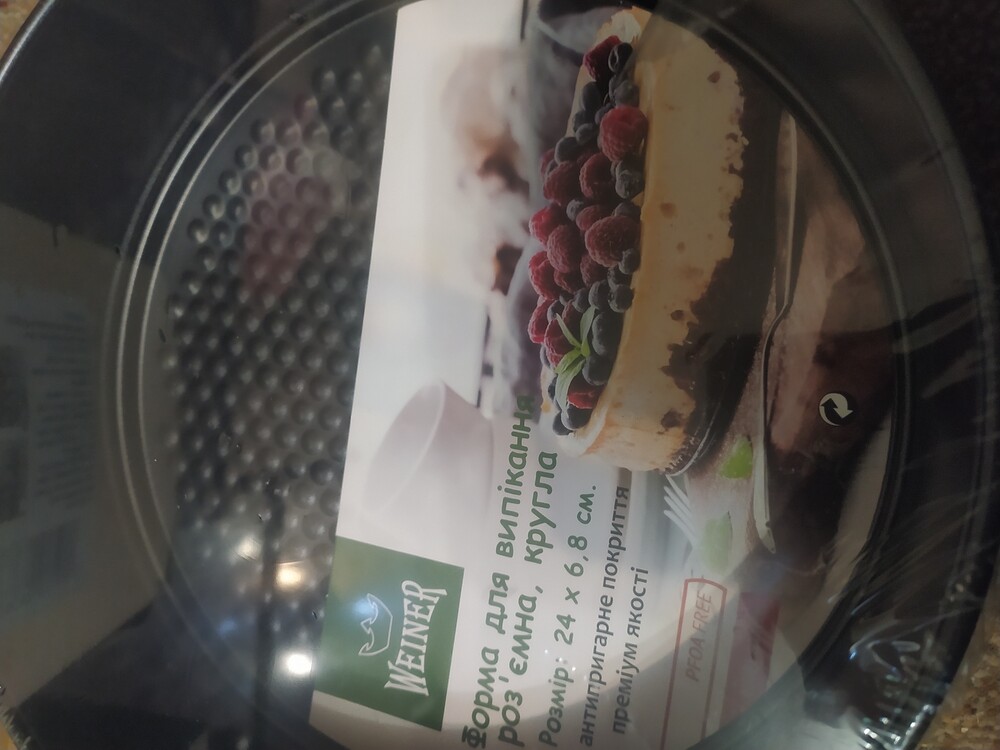 WEINER
Форма для випікання
роз'ємна, кругла
Розмір: 24 x 6,8 см.
антипригарне покриття
преміум якості
PFOA FREE